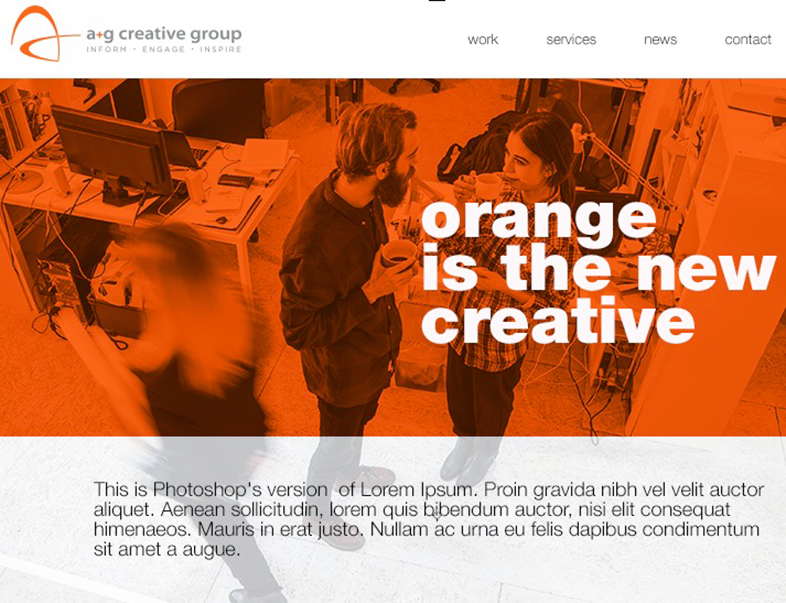 a+g creative group
INFORM • ENGAGE • INSPIRE
work services news contact
orange
is the new
creative
This is Photoshop's version  of Lorem Ipsum. Proin gravida nibh vel velit auctor
aliquet. Aenean sollicitudin, lorem quis bibendum auctor, nisi elit consequat
himenaeos. Mauris in erat justo. Nullam ac urna eu felis dapibus condimentum
sit amet a augue.